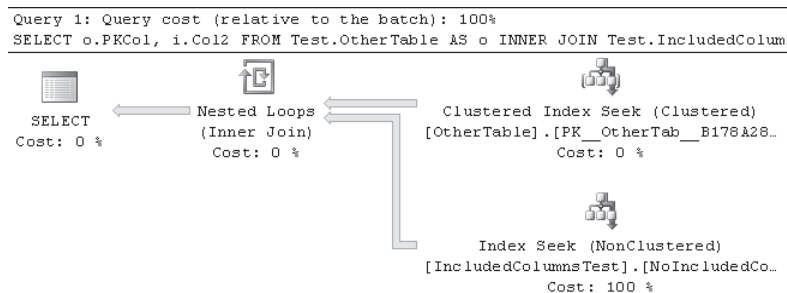 Query 1: Query cost (relative to the batch): 100%
SELECT o.PKCol, i.Col2 FROM Test.OtherTable AS o INNER JOIN Test.IncludedColum
SELECT
Cost: 0 %
Nested Loops
(Inner Join)
Cost: 0 %
Clustered Index Seek (Clustered)
[OtherTable].[PK__OtherTab__B178A28…
Cost: 0 %
Index Seek (NonClustered)
[IncludedColumnsTest].[NoIncludedCo…
Cost: 100 %